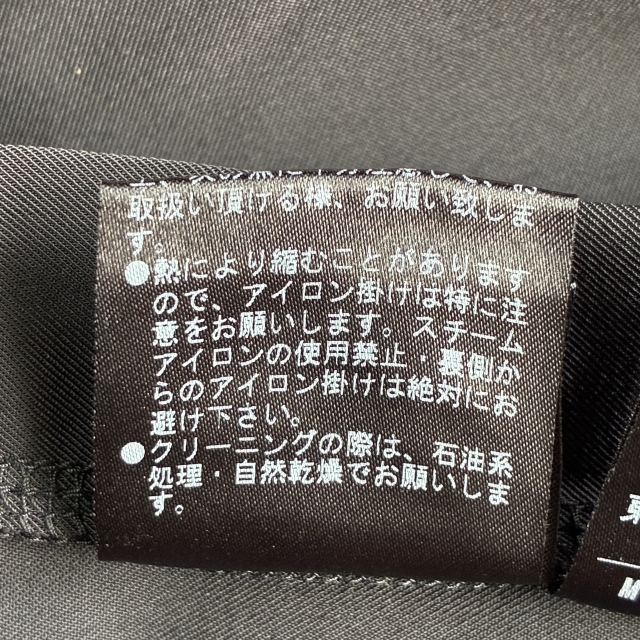 取扱い頂ける様、お願い致しま
す。
●熱により縮むことがあります
ので、アイロン掛けは特に注
意をお願いします。スチーム
アイロンの使用禁止・裏側か
らのアイロン掛けは絶対にお
避け下さい。
●クリーニングの際は、石油系
処理・自然乾燥でお願いしま
す。
M